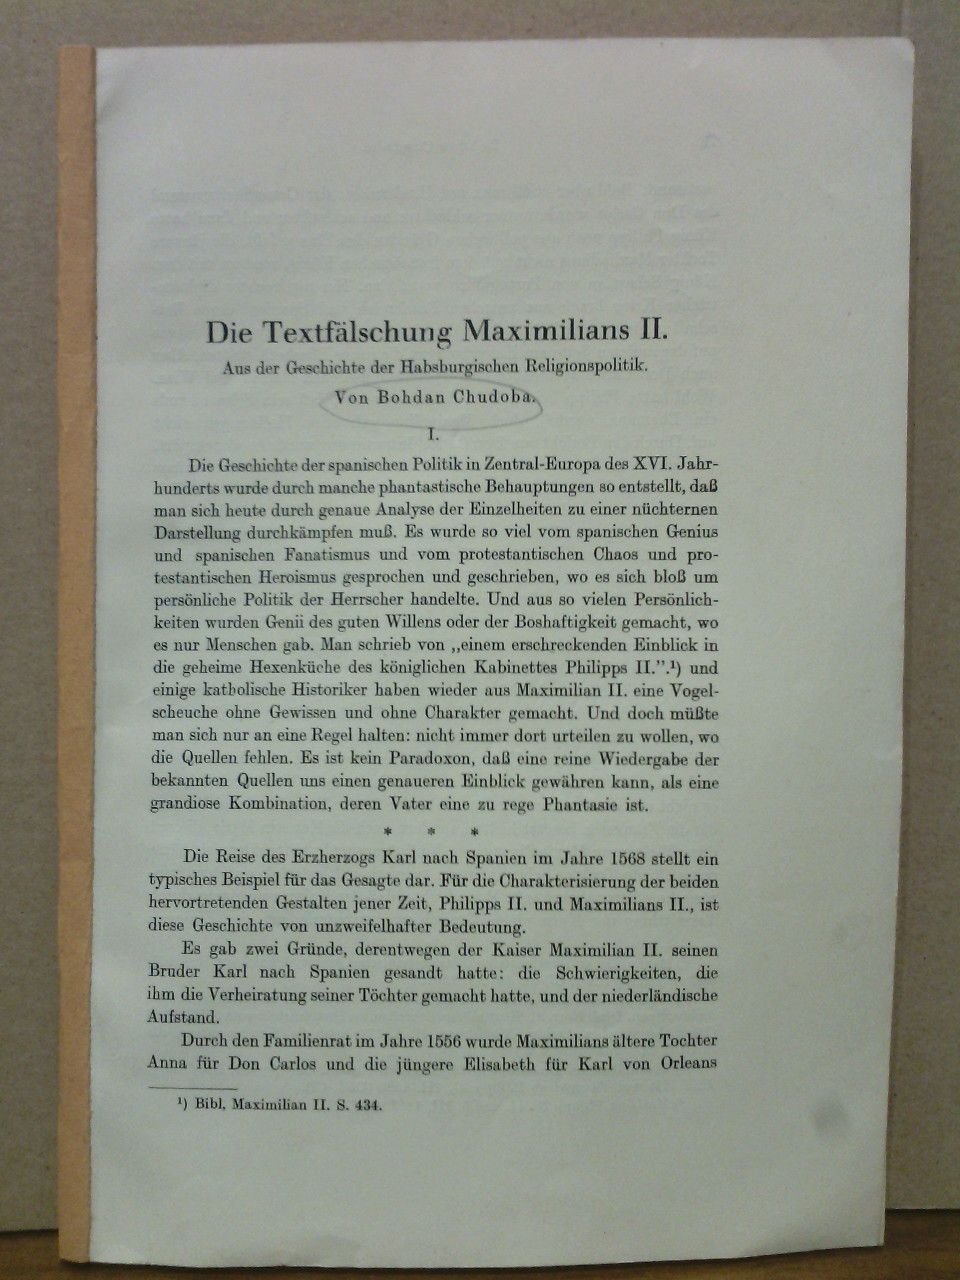 Die Textfälschung Maximilians II.
Aus der Geschichte der Habsburgischen Religionspolitik.
Von Bohdan Chudoba.
I.
Die Geschichte der spanischen Politik in Zentral-Europa des XVI. Jahr-
hunderts wurde durch manche phantastische Behauptungen so entstellt, daß
man sich heute durch genaue Analyse der Einzelheiten zu einer nüchternen
Darstellung durchkämpfen muß. Es wurde so viel vom spanischen Genius
und spanischen Fanatismus und vom protestantischen Chaos und pro-
testantischen Heroismus gesprochen und geschrieben, wo es sich bloß um
persönliche Politik der Herrscher handelte. Und aus so vielen Persönlich-
keiten wurden Genii des guten Willens oder der Boshaftigkeit gemacht, wo
es nur Menschen gab. Man schrieb von ,,einem erschreckenden Einblick in
die geheime Hexenküche des königlichen Kabinettes Philipps II.”.¹) und
einige katholische Historiker haben wieder aus Maximilian II. eine Vogel-
scheuche ohne Gewissen und ohne Charakter gemacht. Und doch müßte
man sich nur an eine Regel halten: nicht immer dort urteilen zu wollen, wo
die Quellen fehlen. Es ist kein Paradoxon, daß eine reine Wiedergabe der
bekannten Quellen uns einen genaueren Einblick gewähren kann, als eine
grandiose Kombination, deren Vater eine zu rege Phantasie ist.
* * *
Die Reise des Erzherzogs Karl nach Spanien im Jahre 1568 stellt ein
typisches Beispiel für das Gesagte dar. Für die Charakterisierung der beiden
hervortretenden Gestalten jener Zeit, Philipps II. und Maximilians II., ist
diese Geschichte von unzweifelhafter Bedeutung.
Es gab zwei Gründe, derentwegen der Kaiser Maximilian II. seinen
Bruder Karl nach Spanien gesandt hatte: die Schwierigkeiten, die
ihm die Verheiratung seiner Töchter gemacht hatte, und der niederländische
Aufstand.
Durch den Familienrat im Jahre 1556 wurde Maximilians ältere Tochter
Anna für Don Carlos und die jüngere Elisabeth für Karl von Orleans
¹) Bibl, Maximilian II. S. 434.